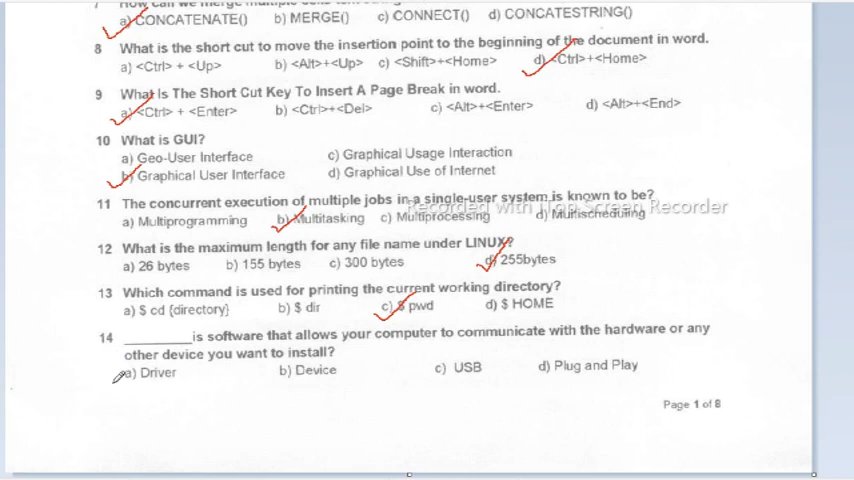 a) CONCATENATE() b) MERGE() c) CONNECT() d) CONCATESTRING()
8 What is the short cut to move the insertion point to the beginning of the document in word.
a) <Ctrl> + <Up> b) <Alt>+<Up> c) <Shift>+<Home> d) <Ctrl>+<Home>
9 What Is The Short Cut Key To Insert A Page Break in word.
a) <Ctrl> + <Enter> b) <Ctrl>+<Del> c) <Alt>+<Enter> d) <Alt>+<End>
10 What is GUI?
a) Geo-User Interface c) Graphical Usage Interaction
b) Graphical User Interface d) Graphical Use of Internet
11 The concurrent execution of multiple jobs in a single-user system is known to be?
Recorded with iTop Screen Recorder
a) Multiprogramming b) Multitasking c) Multiprocessing d) Multischeduling
12 What is the maximum length for any file name under LINUX?
a) 26 bytes b) 155 bytes c) 300 bytes d) 255bytes
13 Which command is used for printing the current working directory?
a) $ cd {directory} b) $ dir c) $ pwd d) $ HOME
14 __________is software that allows your computer to communicate with the hardware or any
other device you want to install?
a) Driver b) Device c) USB d) Plug and Play
Page 1 of 8